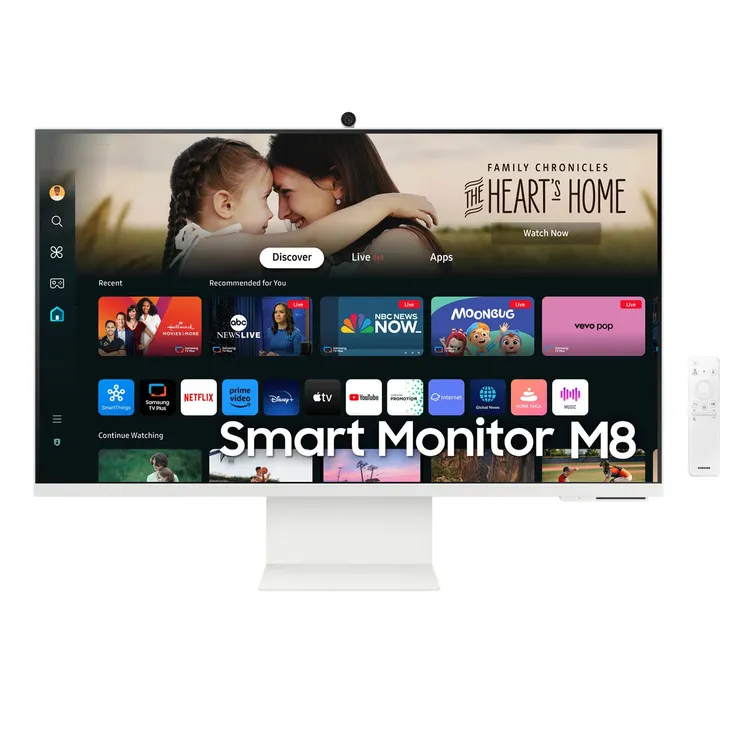 FAMILY CHRONICLES
THE HEART'S HOME
Watch Now
Discover
Live
Apps
Recent
Recommended for You
Hallmark
MOVIES & MORE
Live
abc
NEWS LIVE
Live
NBC NEWS
NOW
Live
MOONBUG
Live
vevo pop
SmartThings
Samsung
TV Plus
NETFLIX
prime
video
Disney+
tv
YouTube
PROMOTION
Internet
Global News
HOME YOGA
MUSIC
Continue Watching
Smart Monitor M8
SAMSUNG